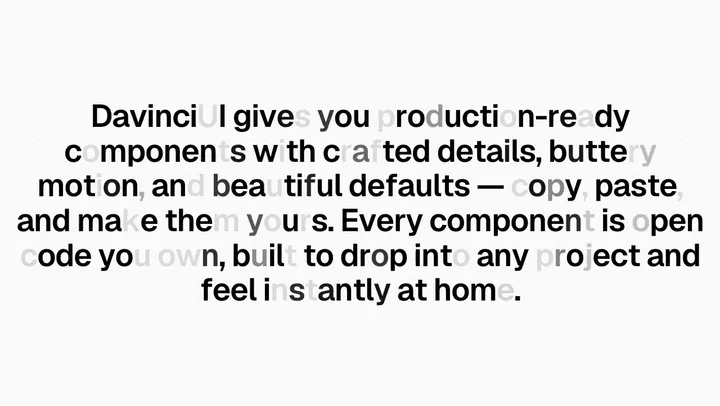 DavinciUI gives you production-ready
components with crafted details, buttery
motion, and beautiful defaults — copy, paste,
and make them yours. Every component is open
code you own, built to drop into any project and
feel instantly at home.